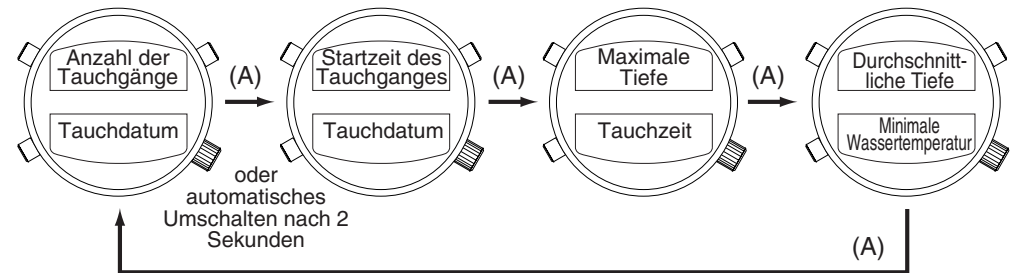 Anzahl der
Tauchgänge
Tauchdatum
(A)
oder
automatisches
Umschalten nach 2
Sekunden
Startzeit des
Tauchganges
Tauchdatum
(A)
Maximale
Tiefe
Tauchzeit
(A)
Durchschnitt-
liche Tiefe
Minimale
Wassertemperatur
(A)